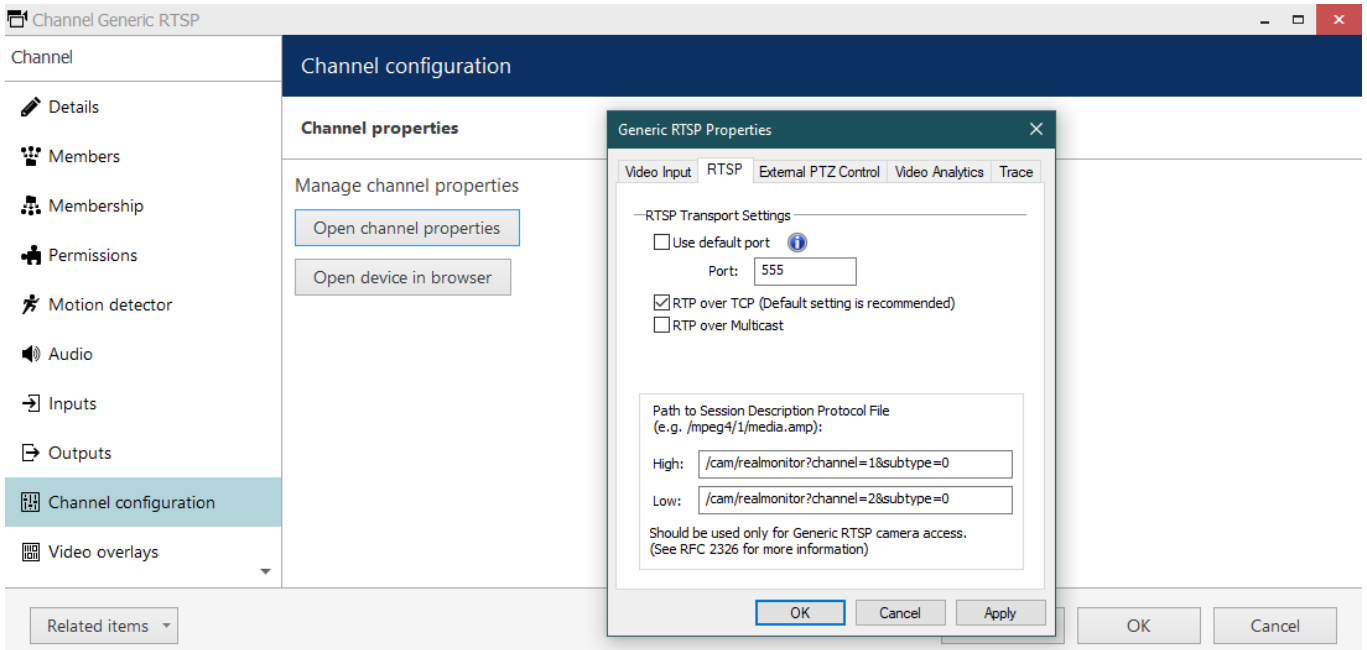 Channel Generic RTSP
Channel
Channel configuration
Details
Members
Membership
Permissions
Motion detector
Audio
Inputs
Outputs
Channel configuration
Video overlays
Channel properties
Manage channel properties
Open channel properties
Open device in browser
Generic RTSP Properties
Video Input RTSP External PTZ Control Video Analytics Trace
RTSP Transport Settings
Use default port
Port: 555
RTP over TCP (Default setting is recommended)
RTP over Multicast
Path to Session Description Protocol File
(e.g. /mpeg4/1/media.amp):
High: /cam/realmonitor?channel=1&subtype=0
Low: /cam/realmonitor?channel=2&subtype=0
Should be used only for Generic RTSP camera access.
(See RFC 2326 for more information)
OK Cancel Apply
Related items OK Cancel